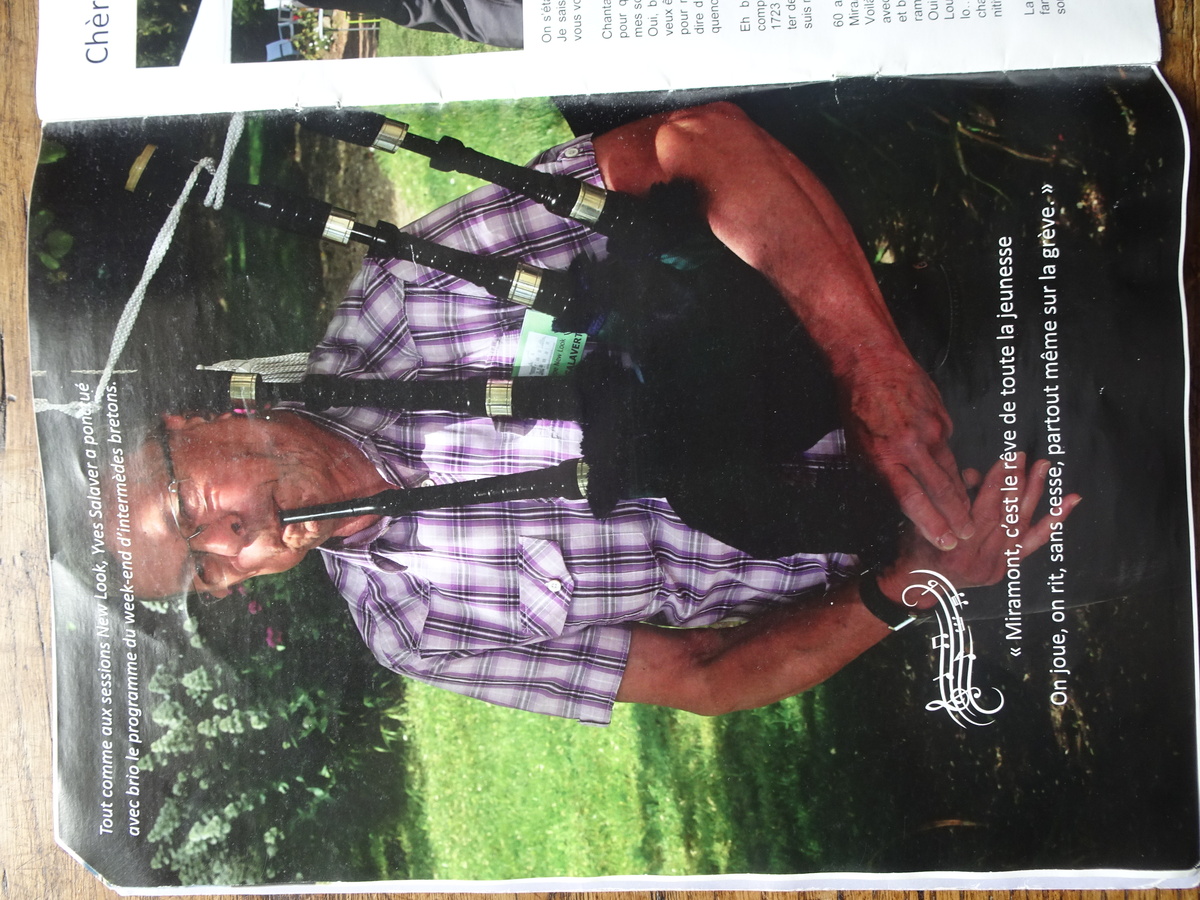 Tout comme aux sessions New Look, Yves Salaver a ponctué
avec brio le programme du week-end d'intermèdes bretons.
New Look
SALAVERT
« Miramont, c'est le rêve de toute la jeunesse
On joue, on rit, sans cesse, partout même sur la grève. »
Chèr
On s'éta
Je sais
vous vo
Chanta
pour q
mes so
Oui, b
veux ê
pour r
dire d
quenc
Eh b
comp
1723
ter de
suis r
60 a
Mira
Voilà
avec
et b
ram
Oui
Lou
lo...
cha
niti
La
fan
sou